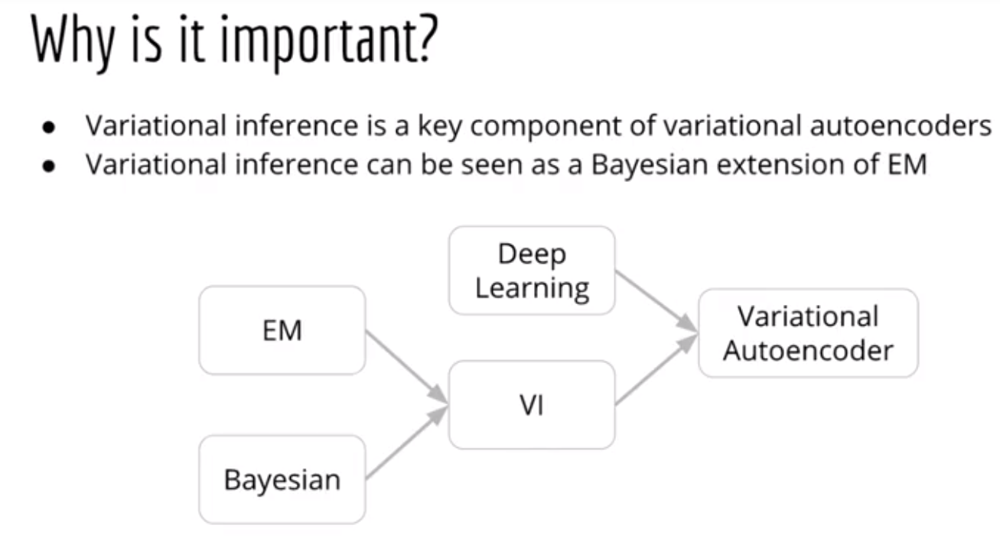 Why is it important?
● Variational inference is a key component of variational autoencoders
● Variational inference can be seen as a Bayesian extension of EM
Deep
Learning
EM
Variational
Autoencoder
VI
Bayesian